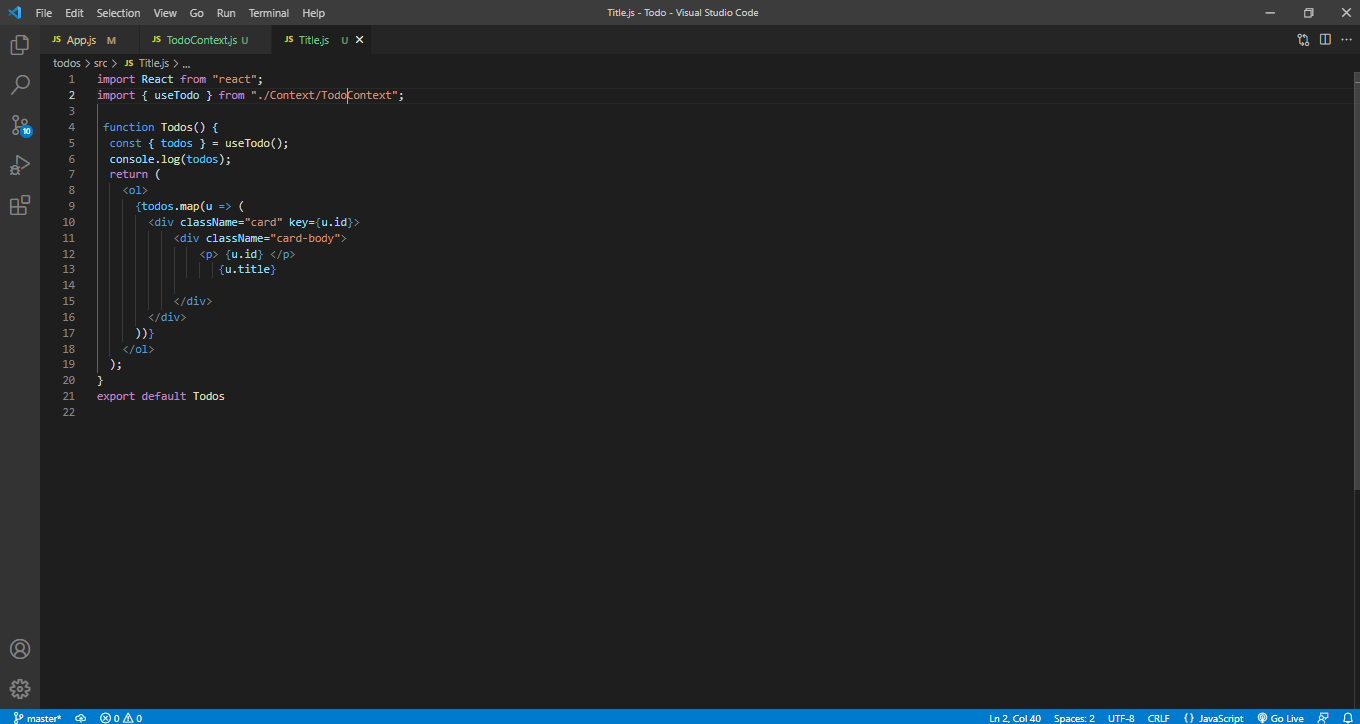 File Edit Selection View Go Run Terminal Help Title.js - Todo - Visual Studio Code
JS App.js M JS TodoContext.js U JS Title.js U
todos > src > JS Title.js > ...
1 import React from "react";
2 import { useTodo } from "./Context/TodoContext";
3
4 function Todos() {
5 const { todos } = useTodo();
6 console.log(todos);
7 return (
8 <ol>
9 {todos.map(u => (
10 <div className="card" key={u.id}>
11 <div className="card-body">
12 <p> {u.id} </p>
13 {u.title}
14
15 </div>
16 </div>
17 ))}
18 </ol>
19 );
20 }
21 export default Todos
22
10
master* 0 0 Ln 2, Col 40 Spaces: 2 UTF-8 CRLF {} JavaScript Go Live